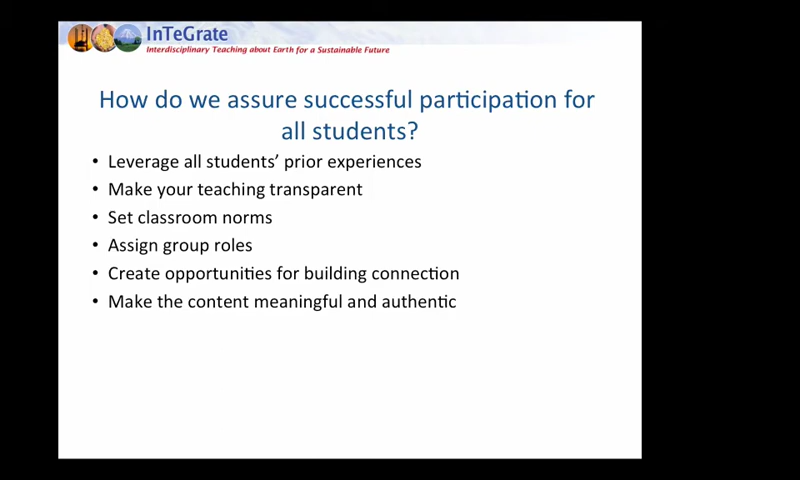 InTeGrate
Interdisciplinary Teaching about Earth for a Sustainable Future
How do we assure successful participation for
all students?
• Leverage all students’ prior experiences
• Make your teaching transparent
• Set classroom norms
• Assign group roles
• Create opportunities for building connection
• Make the content meaningful and authentic